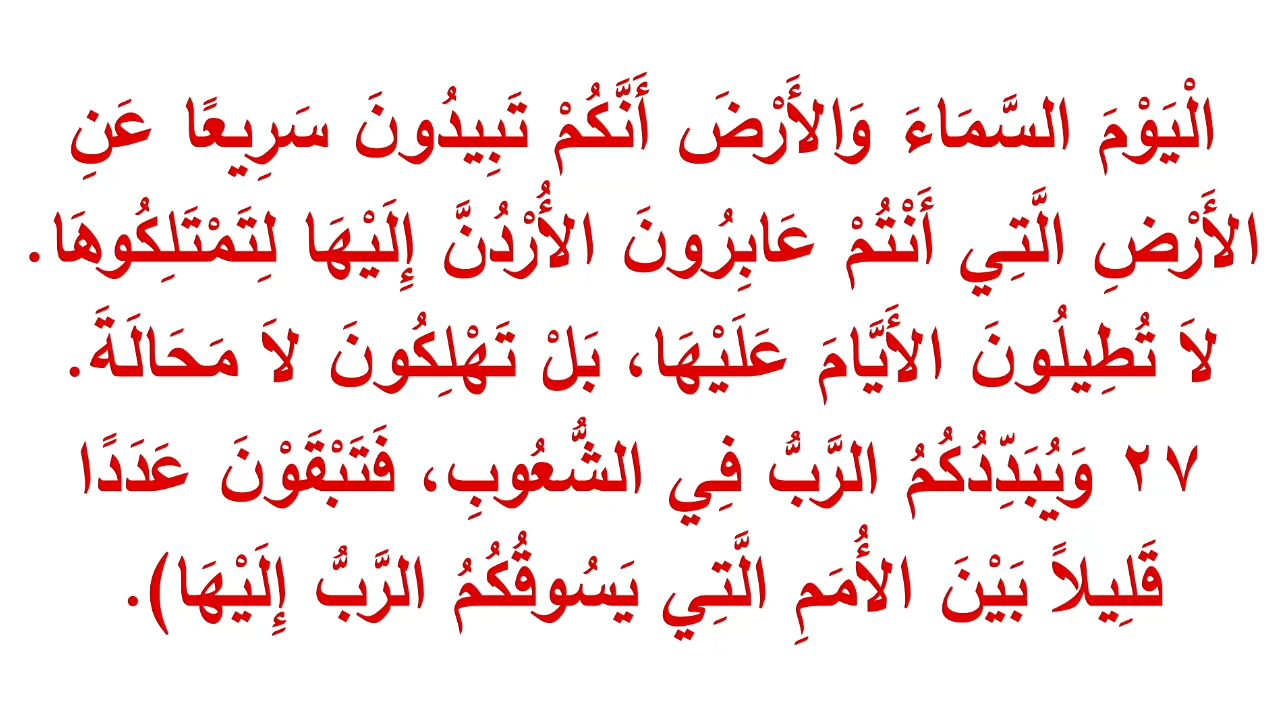 الْيَوْمَ السَّمَاءَ وَالأَرْضَ أَنَّكُمْ تَبِيدُونَ سَرِيعًا عَنِ
الأَرْضِ الَّتِي أَنْتُمْ عَابِرُونَ الأُرْدُنَّ إِلَيْهَا لِتَمْتَلِكُوهَا.
لاَ تُطِيلُونَ الأَيَّامَ عَلَيْهَا، بَلْ تَهْلِكُونَ لاَ مَحَالَةَ.
٢٧ وَيُبَدِّدُكُمُ الرَّبُّ فِي الشُّعُوبِ، فَتَبْقَوْنَ عَدَدًا
قَلِيلاً بَيْنَ الأُمَمِ الَّتِي يَسُوقُكُمُ الرَّبُّ إِلَيْهَا).